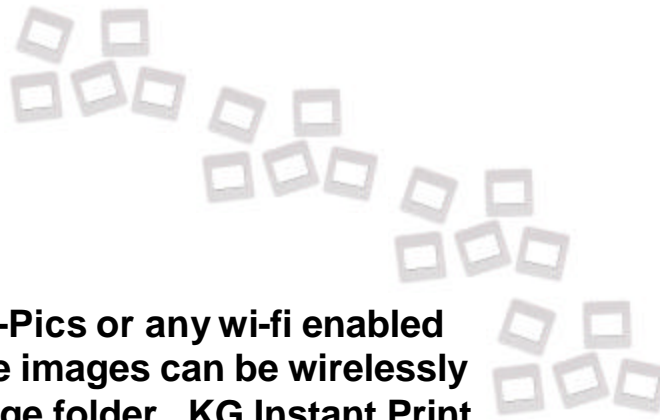 -Pics or any wi-fi enabled
e images can be wirelessly
ge folder. KG Instant Print